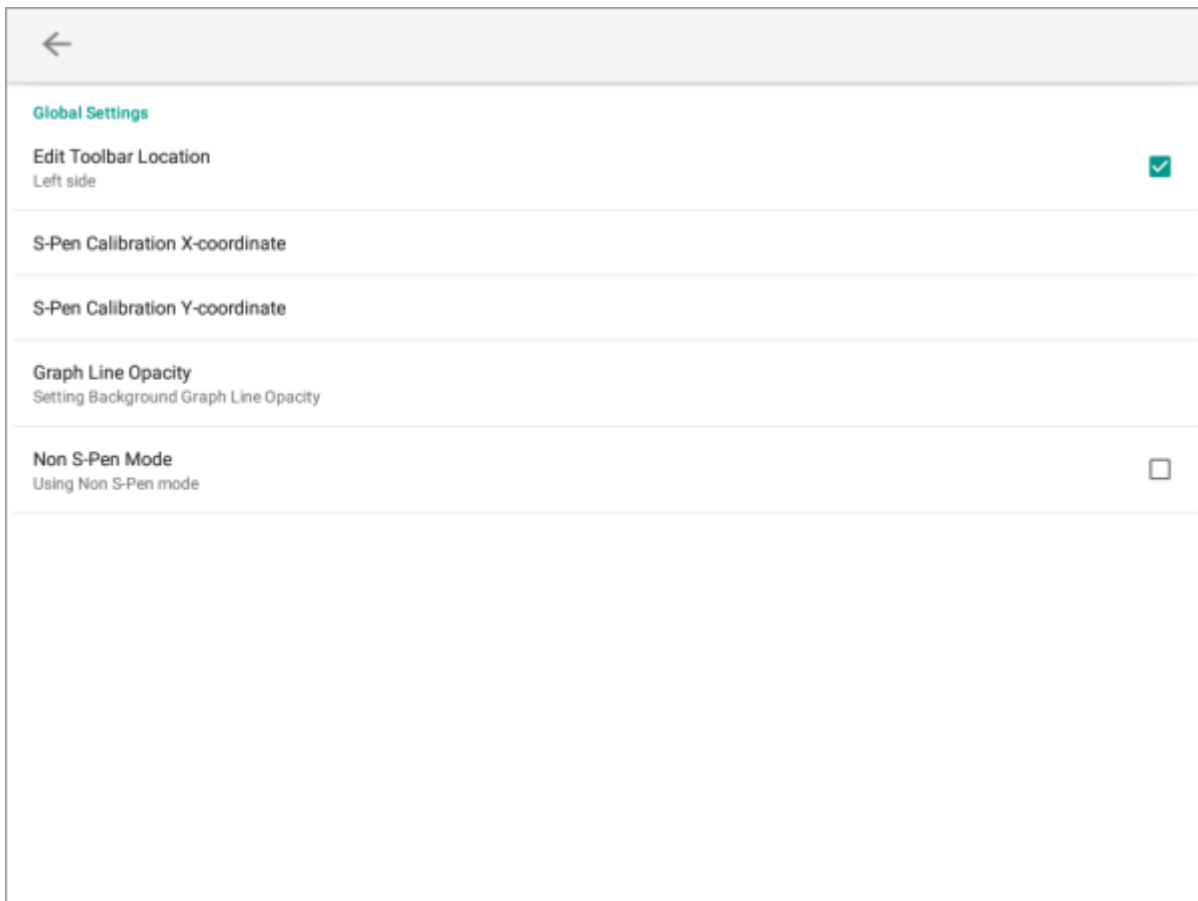 Global Settings
Edit Toolbar Location
Left side
S-Pen Calibration X-coordinate
S-Pen Calibration Y-coordinate
Graph Line Opacity
Setting Background Graph Line Opacity
Non S-Pen Mode
Using Non S-Pen mode